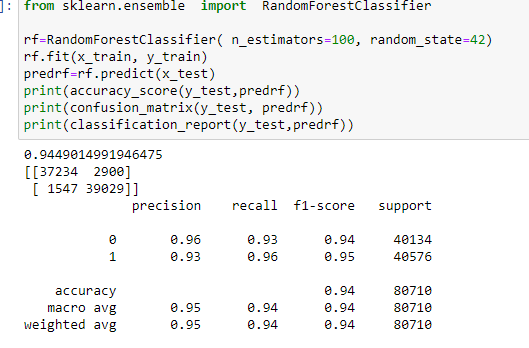 ]: from sklearn.ensemble  import  RandomForestClassifier
rf=RandomForestClassifier( n_estimators=100, random_state=42)
rf.fit(x_train, y_train)
predrf=rf.predict(x_test)
print(accuracy_score(y_test,predrf))
print(confusion_matrix(y_test, predrf))
print(classification_report(y_test,predrf))
0.9449014991946475
[[37234  2900]
 [ 1547 39029]]
              precision    recall  f1-score   support
           0       0.96      0.93      0.94     40134
           1       0.93      0.96      0.95     40576
    accuracy                           0.94     80710
   macro avg       0.95      0.94      0.94     80710
weighted avg       0.95      0.94      0.94     80710